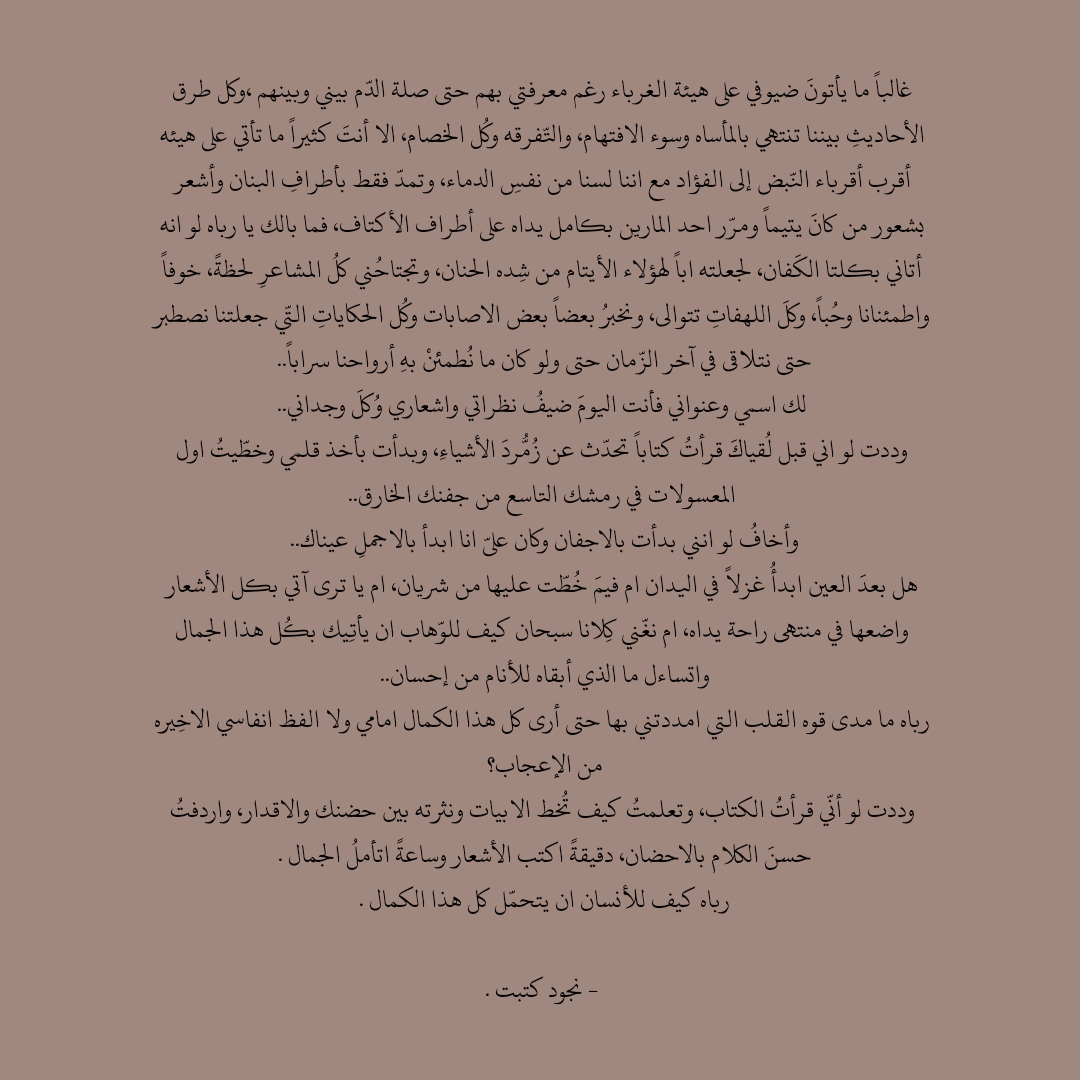 غالباً ما يأتونَ ضيوفي على هيئة الغرباء رغم معرفتي بهم حتى صلة الدّم بيني وبينهم ،وكل طرق
الأحاديثِ بيننا تنتهي بالمأساه وسوء الافتهام، والتّفرقه وكُل الخصام، الا أنتَ كثيراً ما تأتي على هيئه
أقرب أقرباء النّبض إلى الفؤاد مع اننا لسنا من نفسِ الدماء، وتمدّ فقط بأطرافِ البنان وأشعر
بشعور من كانَ يتيماً ومرّر احد المارين بكامل يداه على أطراف الأكتاف، فما بالك يا رباه لو انه
أتاني بكلتا الكَفان، لجعلته اباً لهؤلاء الأيتام من شِده الحنان، وتجتاحُني كلُ المشاعرِ لحظةً، خوفاً
واطمئنانا وحُباً، وكلَ اللهفاتِ تتوالى، ونخبرُ بعضاً بعض الاصابات وكُل الحكاياتِ التّي جعلتنا نصطبر
حتى نتلاقى في آخر الزّمان حتى ولو كان ما نُطمئنْ بهِ أرواحنا سراباً..
لك اسمي وعنواني فأنت اليومَ ضيفُ نظراتي واشعاري وُكلَ وجداني..
وددت لو اني قبل لُقياكَ قرأتُ كتاباً تحدّث عن زُمُّردَ الأشياءِ، وبدأت بأخذ قلمي وخطّيتُ اول
المعسولات في رمشك التاسع من جفنك الخارق..
وأخافُ لو انني بدأت بالاجفان وكان عليّ انا ابدأ بالاجملِ عيناك..
هل بعدَ العين ابدأُ غزلاً في اليدان ام فيمَ خُطّت عليها من شريان، ام يا ترى آتي بكل الأشعار
واضعها في منتهى راحة يداه، ام نغّني كِلانا سبحان كيف للوّهاب ان يأتِيك بكُل هذا الجمال
واتساءل ما الذي أبقاه للأنام من إحسان..
رباه ما مدى قوه القلب التي امددتني بها حتى أرى كل هذا الكمال امامي ولا الفظ انفاسي الاخِيره
من الإعجاب؟
وددت لو أنّي قرأتُ الكتاب، وتعلمتُ كيف تُخط الابيات ونثرته بين حضنك والاقدار، واردفتُ
حسنَ الكلام بالاحضان، دقيقةً اكتب الأشعار وساعةً اتأملُ الجمال .
رباه كيف للأنسان ان يتحمّل كل هذا الكمال .
- نجود كتبت .